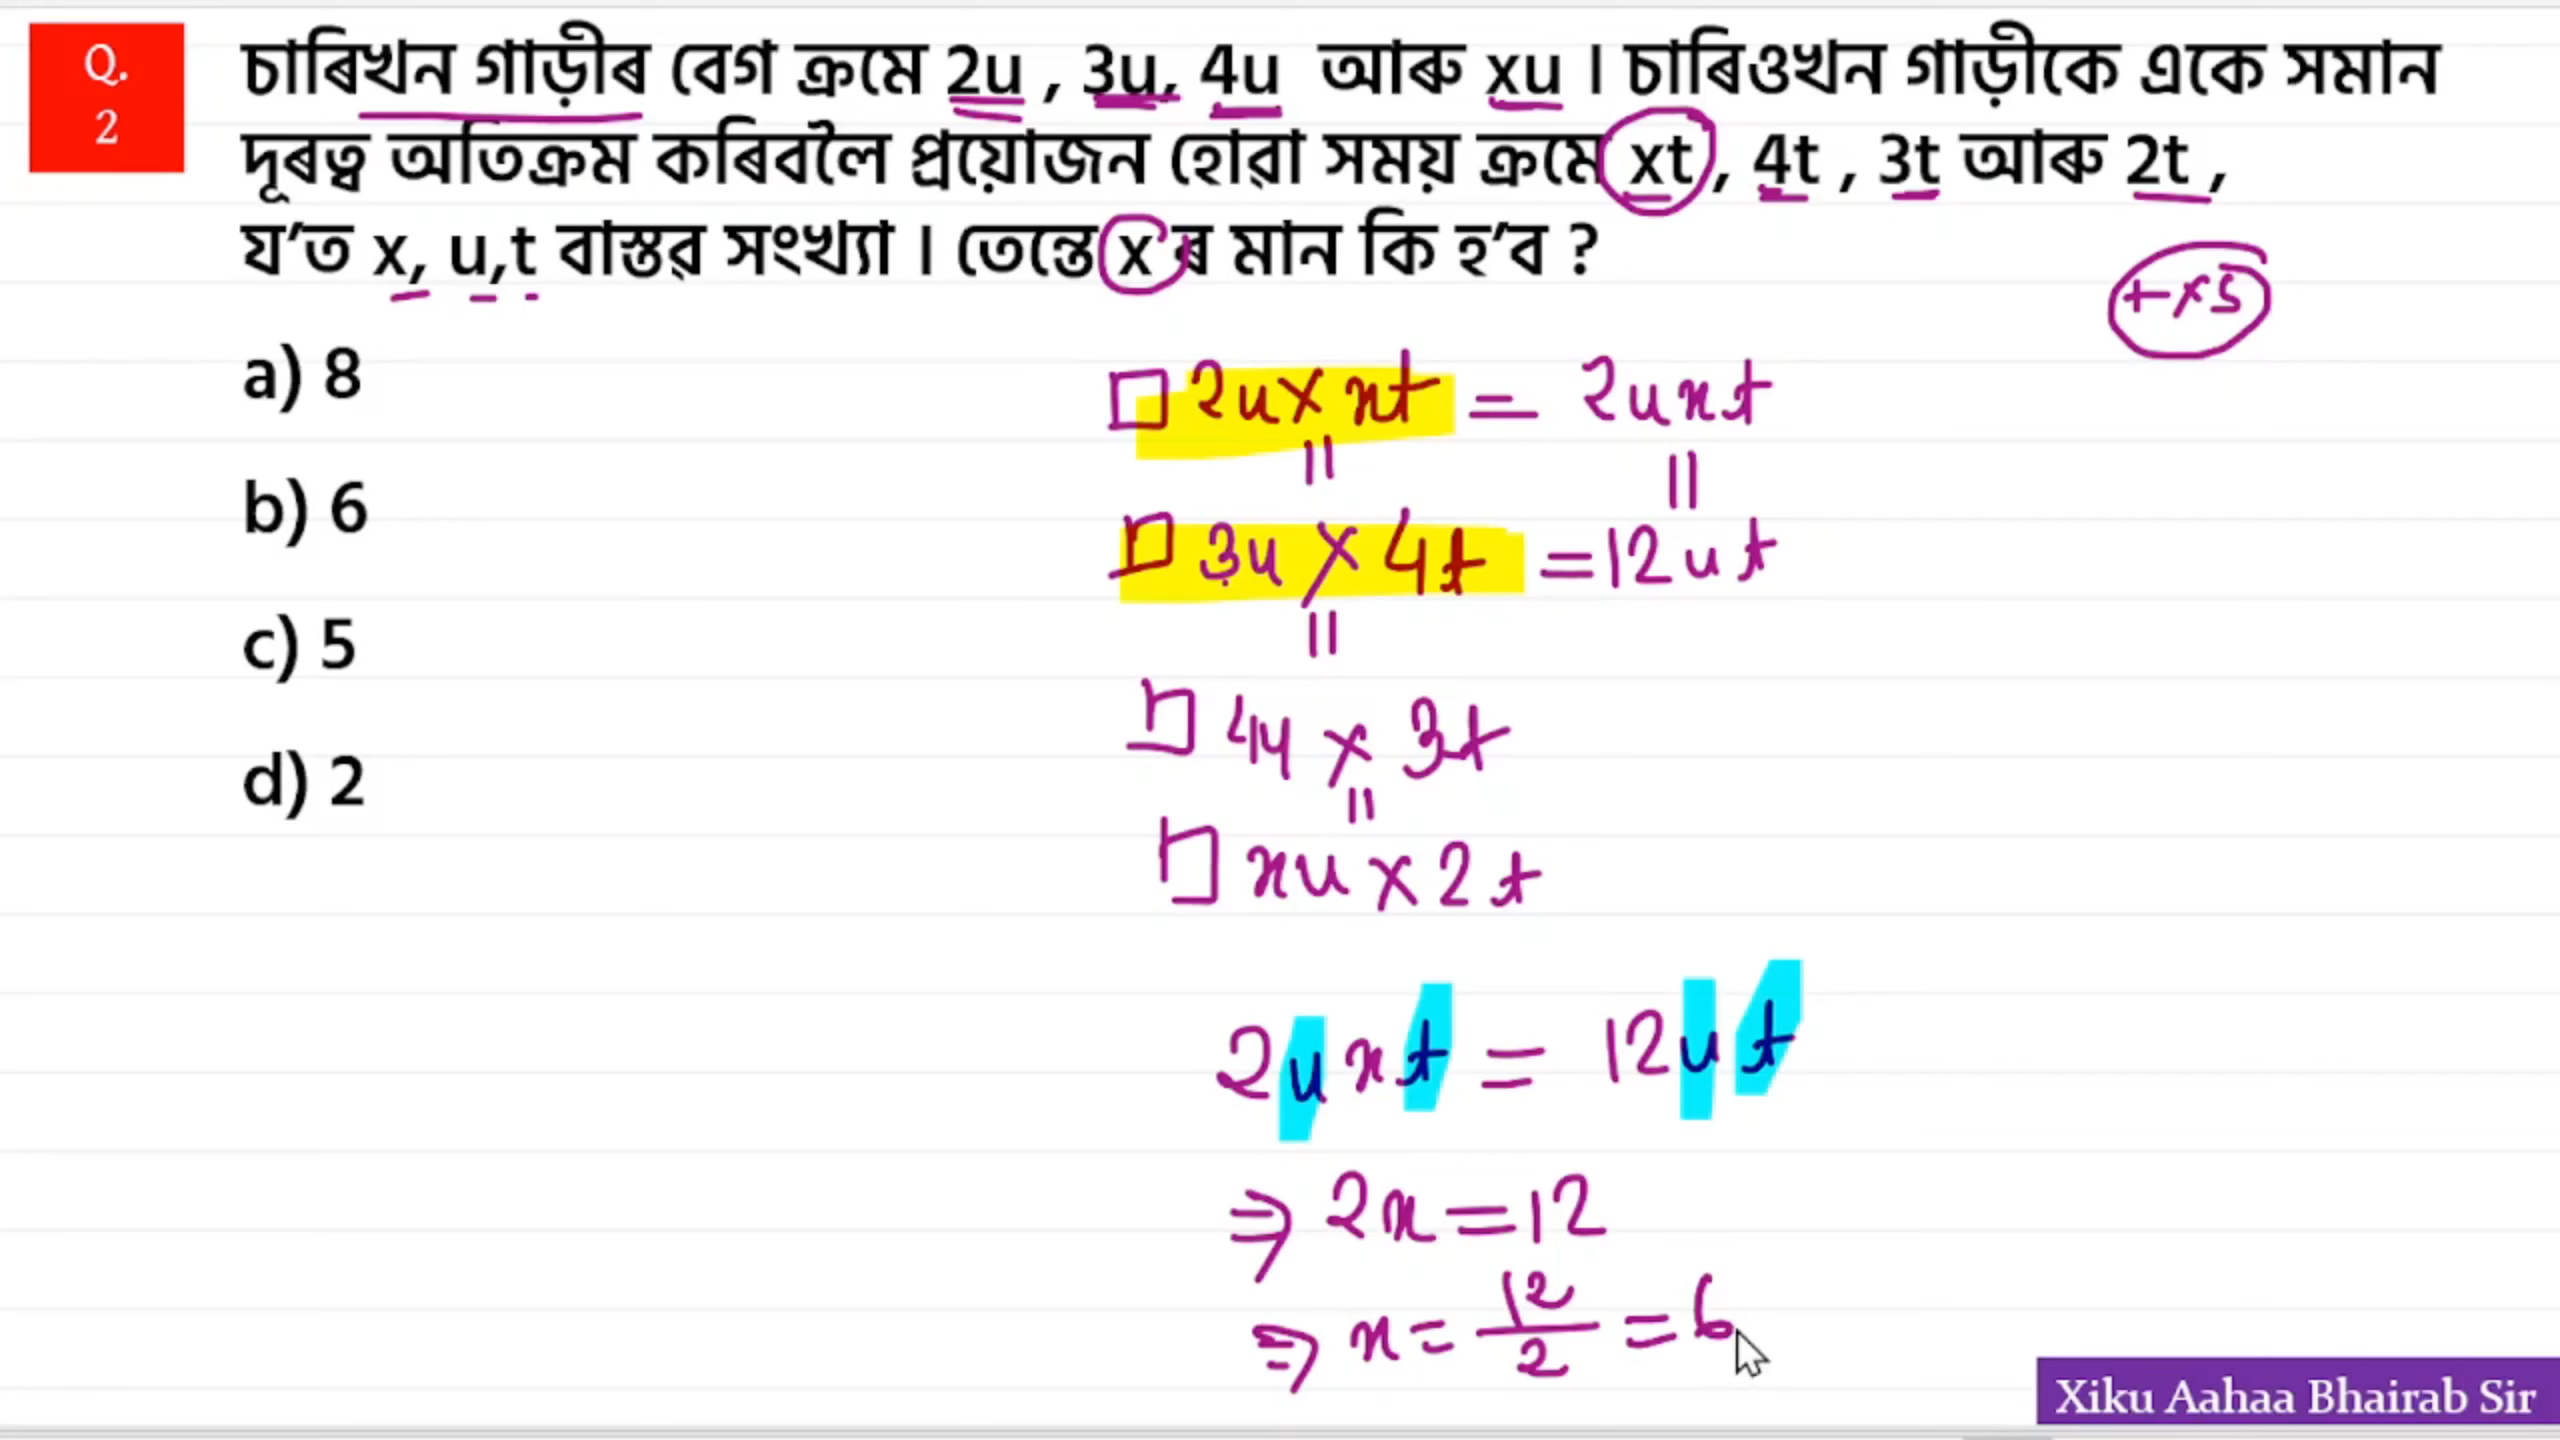 Q.
2
চাৰিখন গাড়ীৰ বেগ ক্ৰমে 2u , 3u, 4u আৰু xu । চাৰিওখন গাড়ীকে একে সমান
দূৰত্ব অতিক্ৰম কৰিবলৈ প্ৰয়োজন হোৱা সময় ক্ৰমে xt , 4t , 3t আৰু 2t ,
য’ত x, u,t বাস্তৱ সংখ্যা । তেন্তে x ৰ মান কি হ’ব ?
a) 8
b) 6
c) 5
d) 2
t×s
2u × xt = 2uxt
3u × 4t = 12ut
4u × 3t
xu × 2t
2uxt = 12ut
⇒ 2x = 12
⇒ x = 12/2 = 6
Xiku Aahaa Bhairab Sir